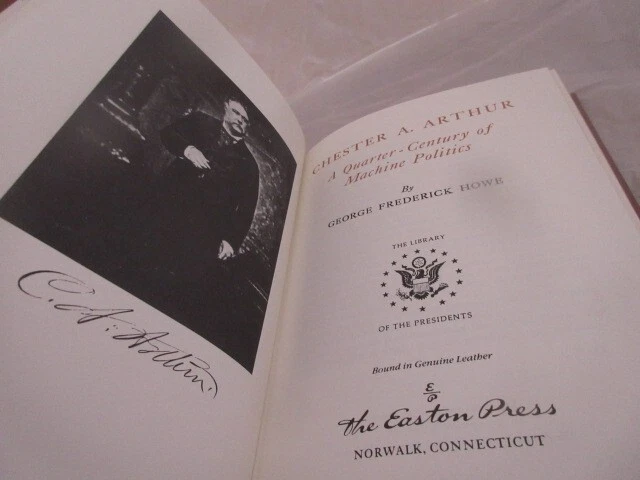 C. A. Arthur.
CHESTER A. ARTHUR
A Quarter-Century of
Machine Politics
By
GEORGE FREDERICK HOWE
THE LIBRARY
OF THE PRESIDENTS
Bound in Genuine Leather
E
P
the Easton Press
NORWALK, CONNECTICUT